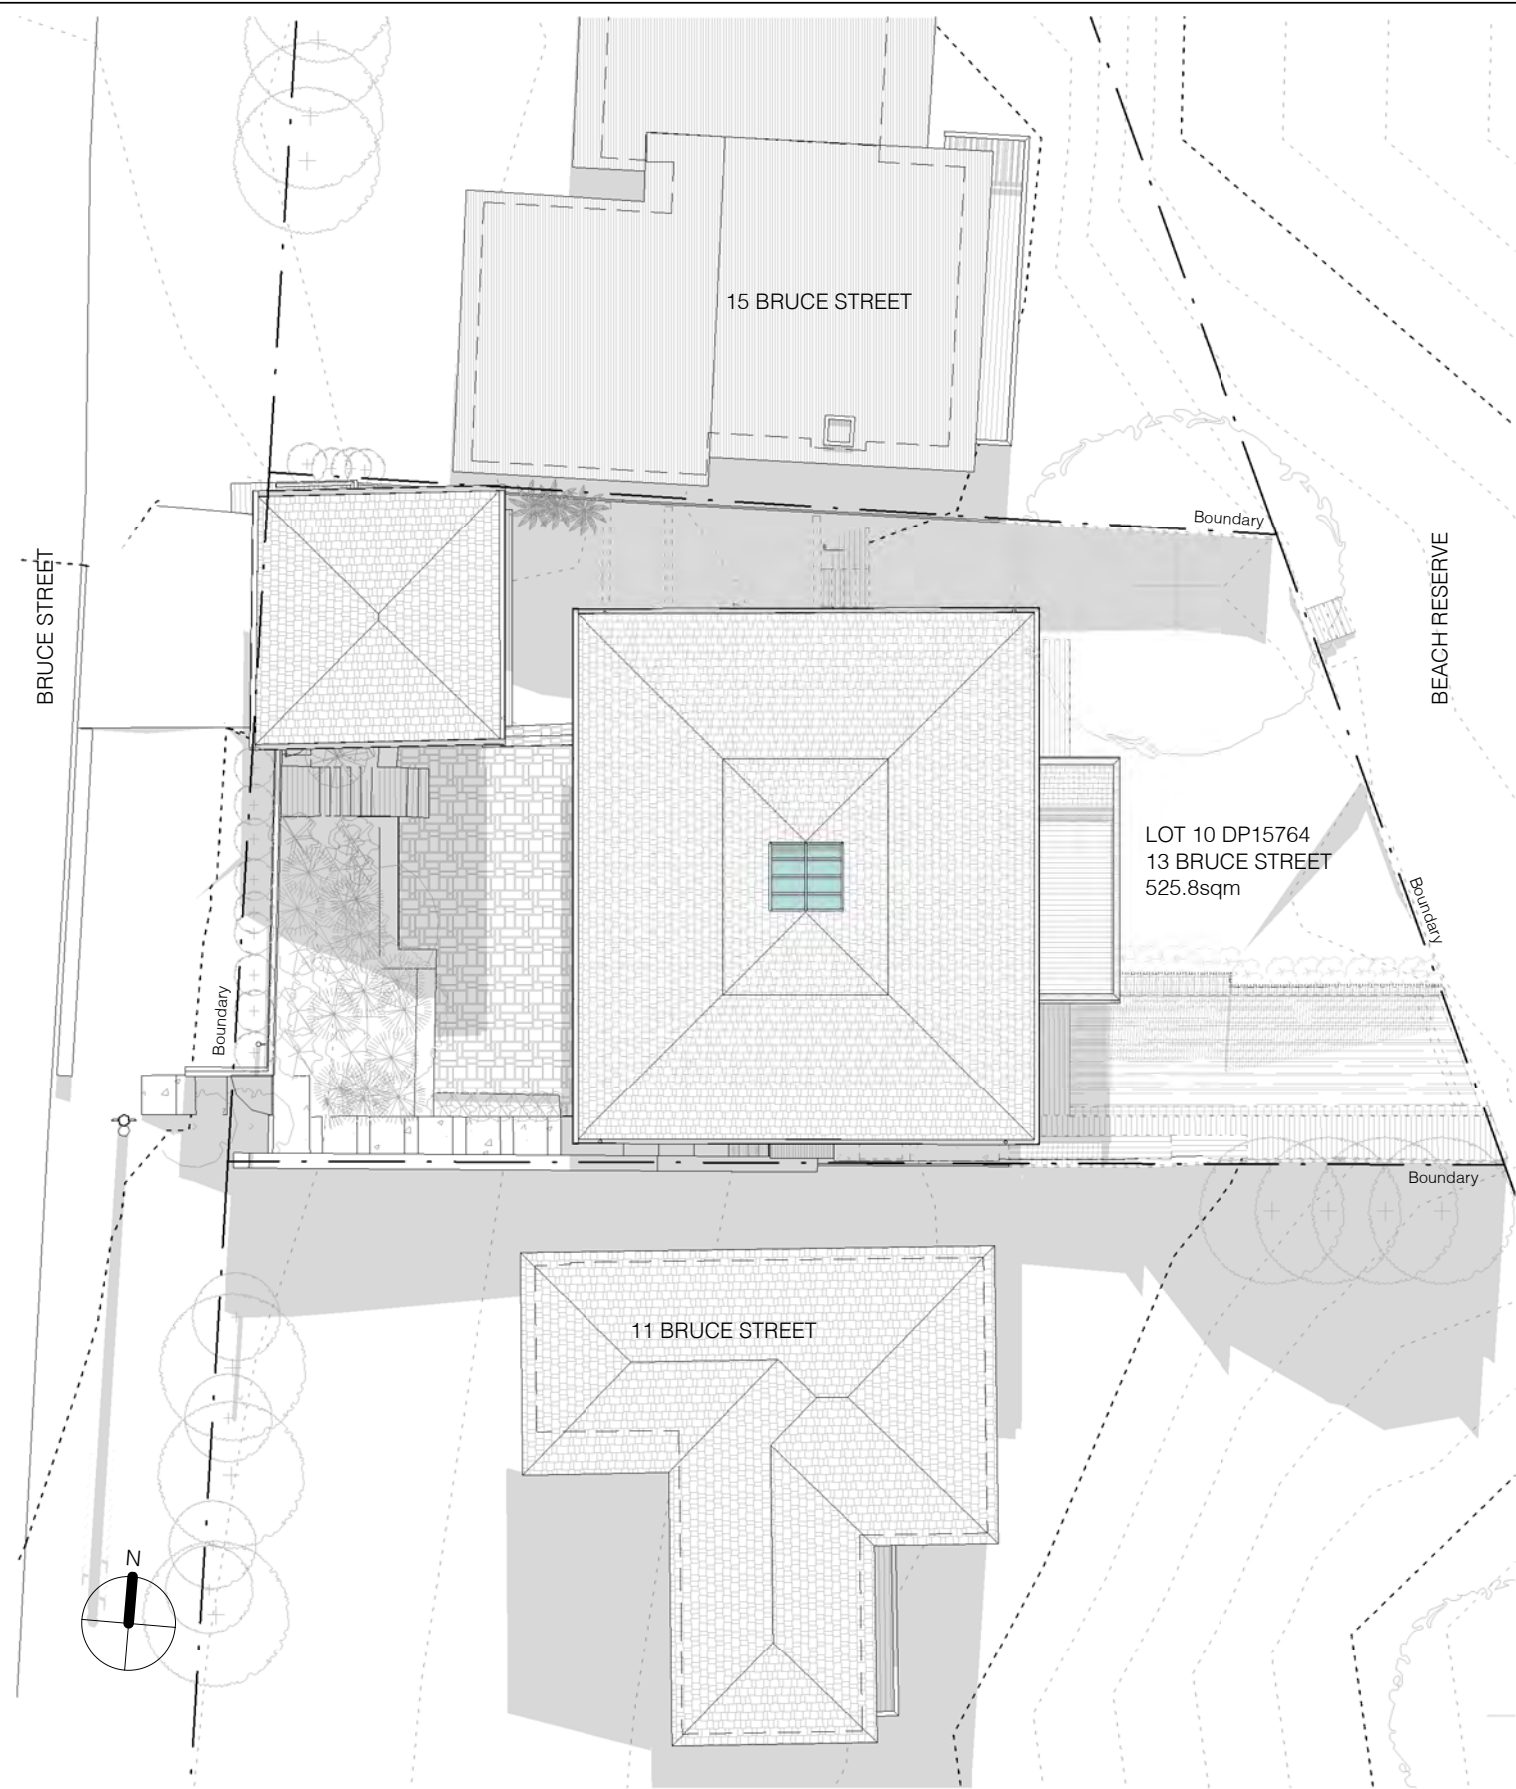 15 BRUCE STREET
Boundary
BRUCE STREET
BEACH RESERVE
LOT 10 DP15764
13 BRUCE STREET
525.8sqm
Boundary
Boundary
Boundary
11 BRUCE STREET
N